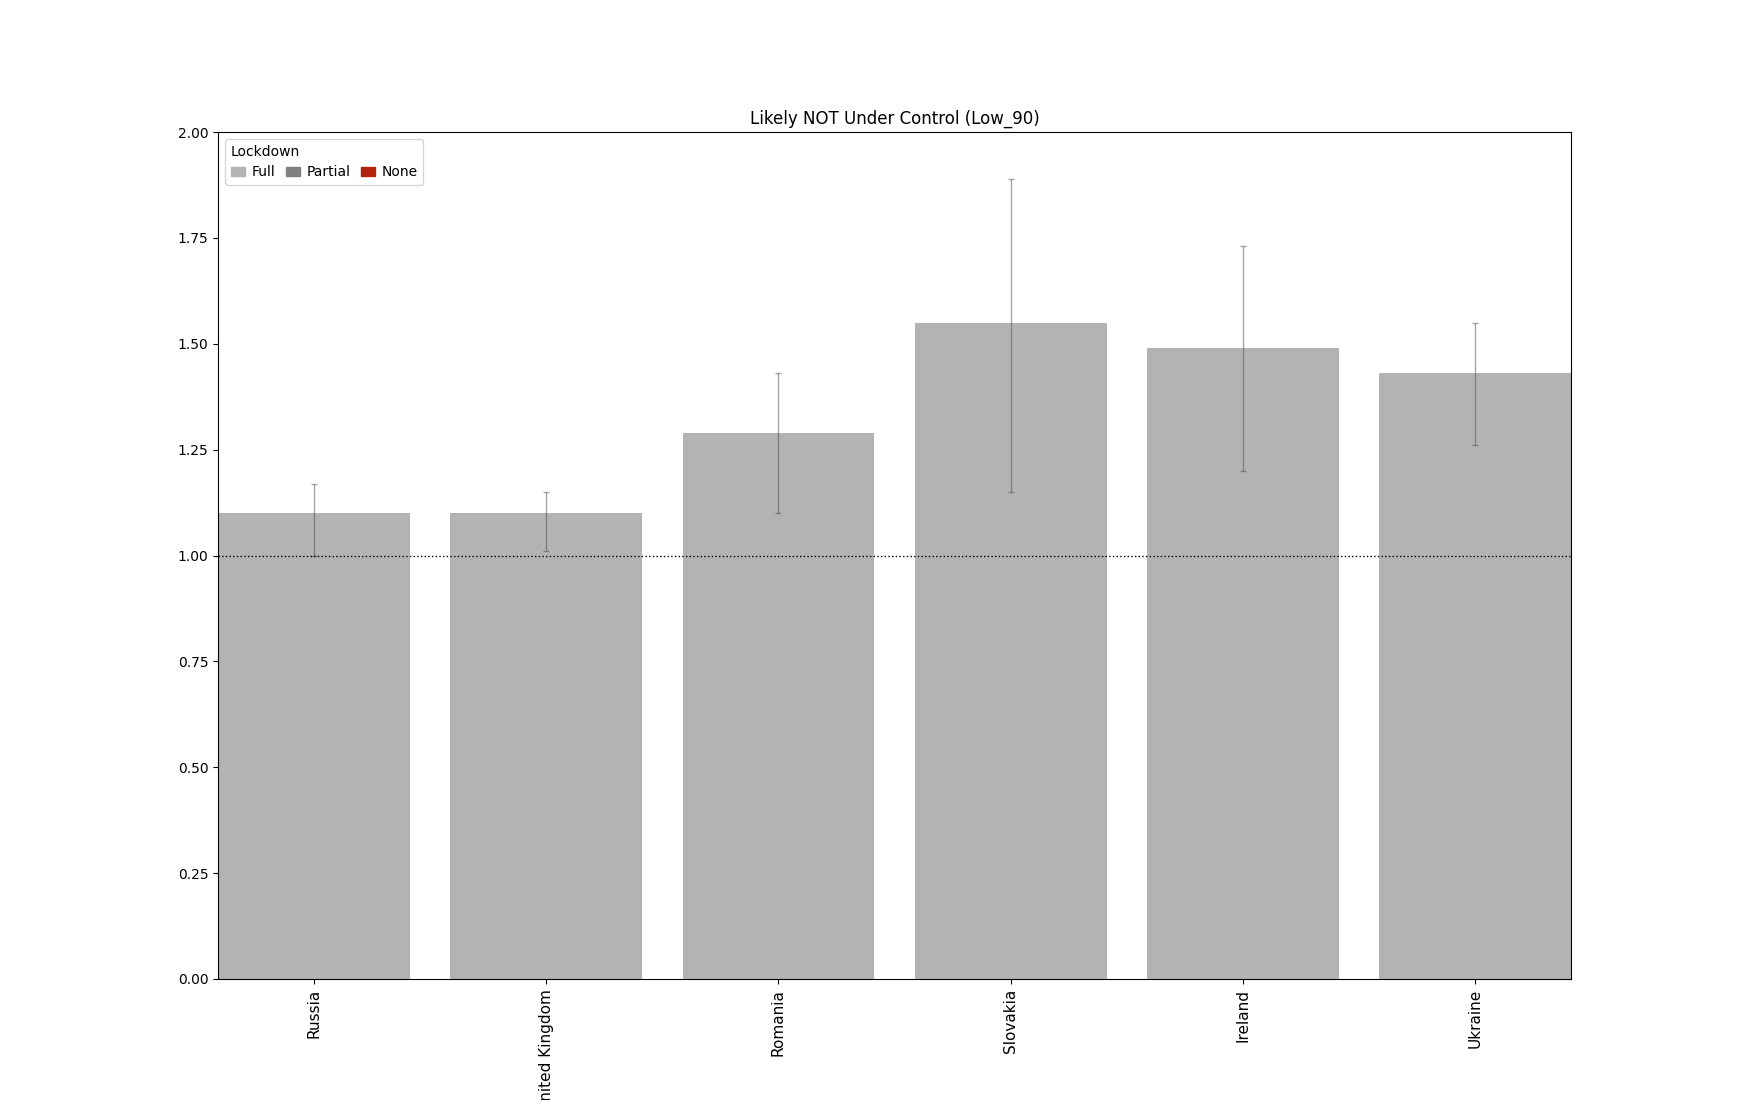 Likely NOT Under Control (Low_90)
Lockdown
Full Partial None
2.00
1.75
1.50
1.25
1.00
0.75
0.50
0.25
0.00
Russia
nited Kingdom
Romania
Slovakia
Ireland
Ukraine